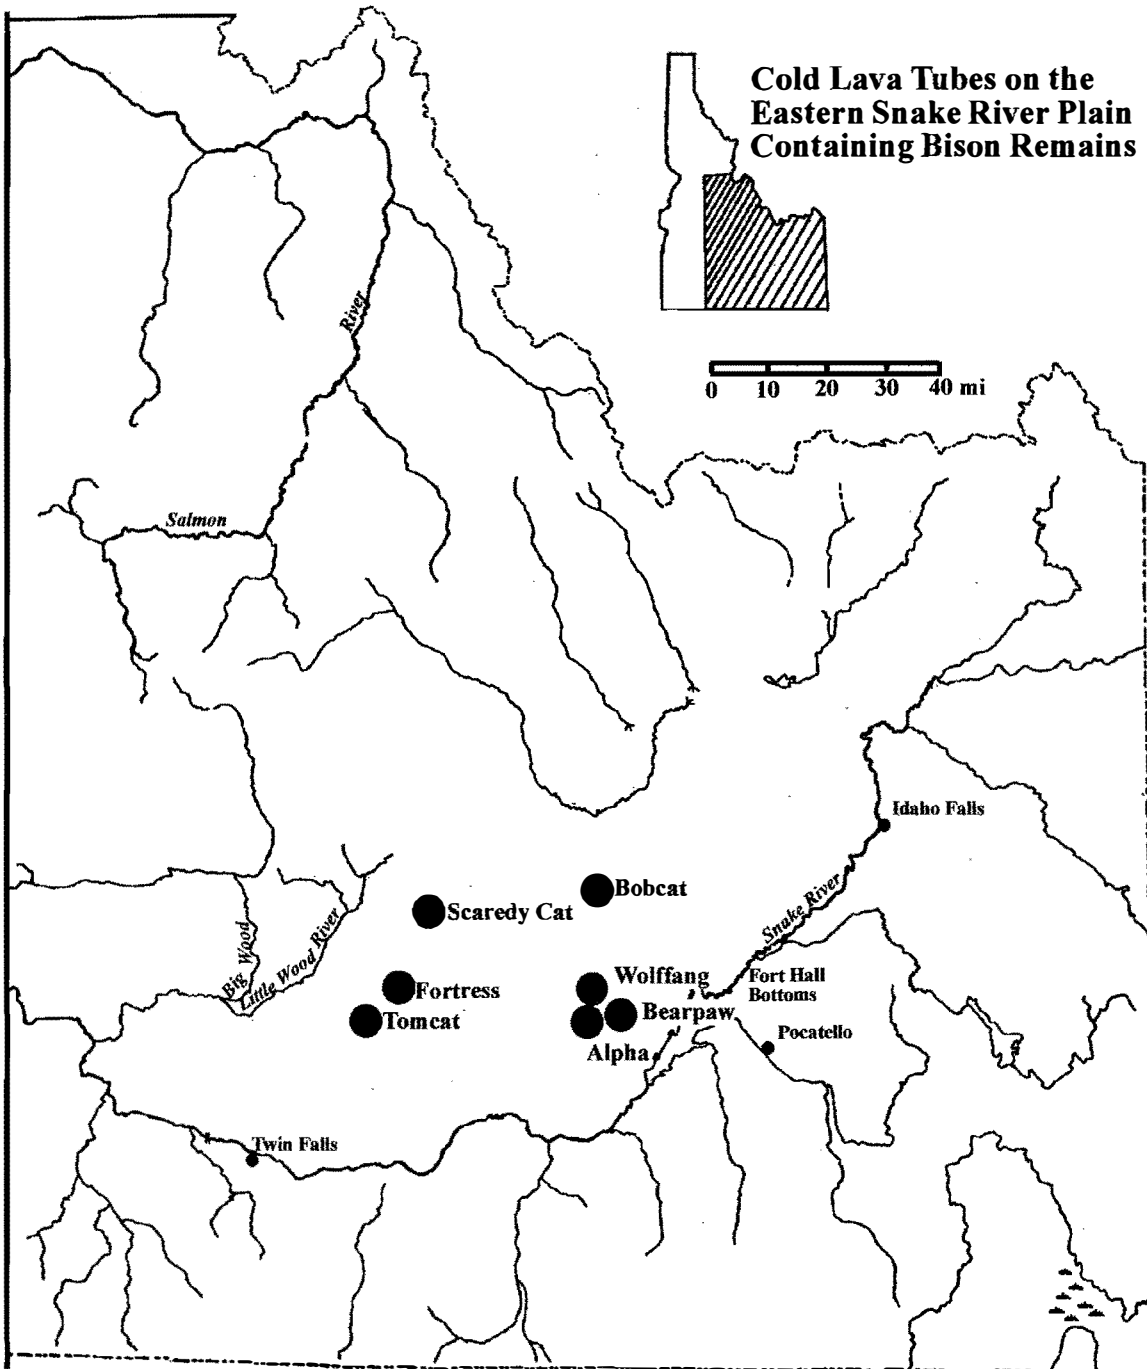 Cold Lava Tubes on the
Eastern Snake River Plain
Containing Bison Remains
0 10 20 30 40 mi
River
Salmon
Idaho Falls
Bobcat
Scaredy Cat
Snake River
Big Wood
Little Wood River
Wolffang
Fort Hall
Bottoms
Fortress
Bearpaw
Tomcat
Pocatello
Alpha
Twin Falls